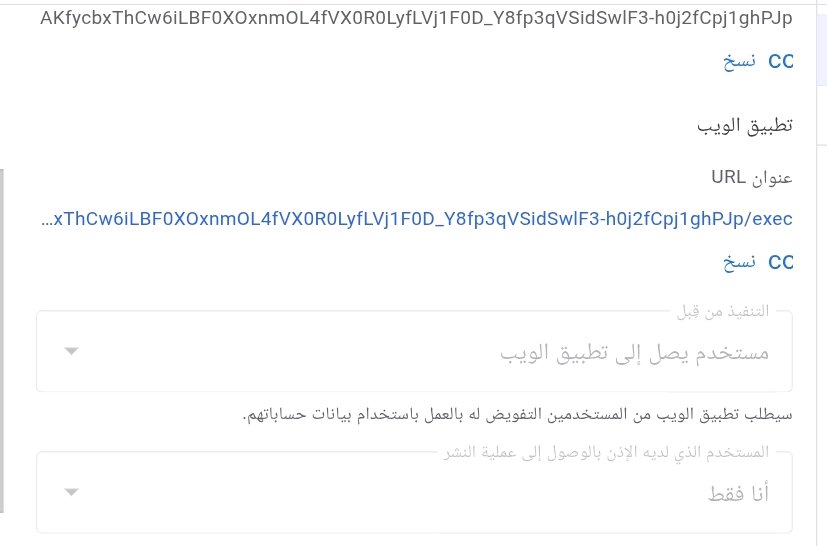 AKfycbxThCw6iLBF0XOxnmOL4fVX0R0LyfLVj1F0D_Y8fp3qVSidSwlF3-h0j2fCpj1ghPJp
نسخ
تطبيق الويب
عنوان URL
...xThCw6iLBF0XOxnmOL4fVX0R0LyfLVj1F0D_Y8fp3qVSidSwlF3-h0j2fCpj1ghPJp/exec
نسخ
التنفيذ من قِبل
مستخدم يصل إلى تطبيق الويب
سيطلب تطبيق الويب من المستخدمين التفويض له بالعمل باستخدام بيانات حساباتهم.
المستخدم الذي لديه الإذن بالوصول إلى عملية النشر
أنا فقط